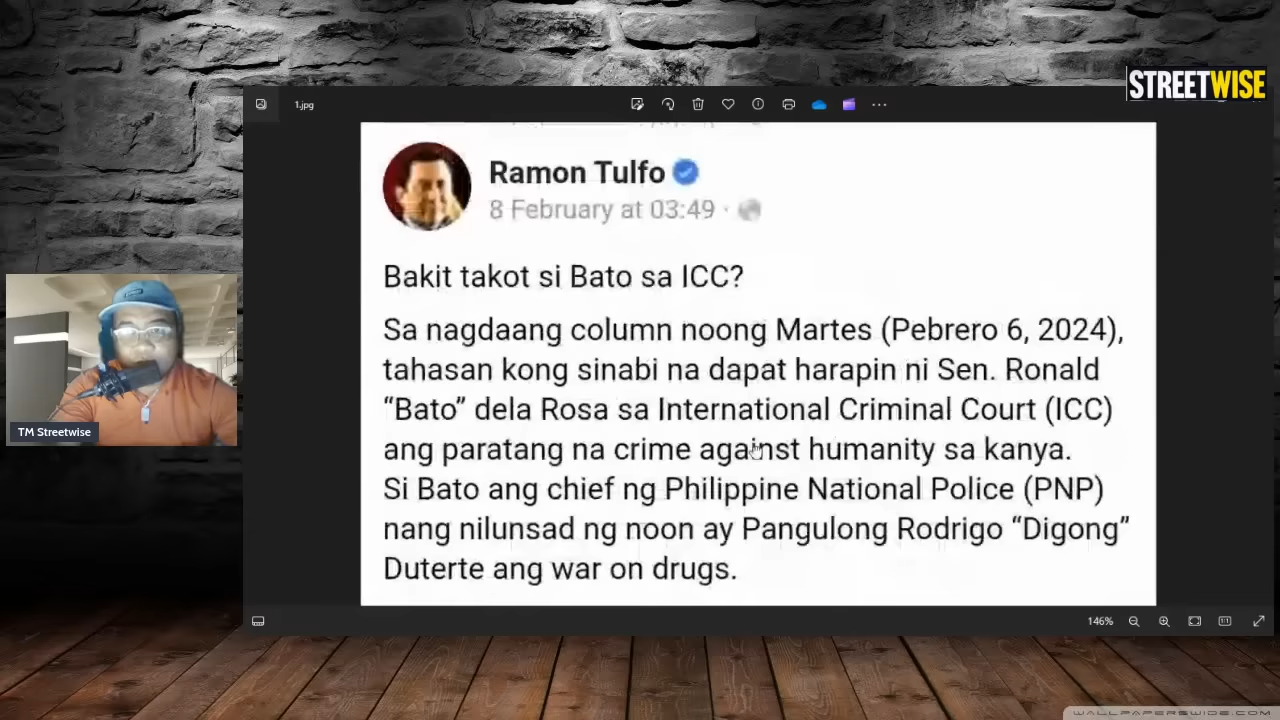 STREETWISE
1.jpg
Ramon Tulfo
8 February at 03:49 ·
Bakit takot si Bato sa ICC?
Sa nagdaang column noong Martes (Pebrero 6, 2024),
tahasan kong sinabi na dapat harapin ni Sen. Ronald
“Bato” dela Rosa sa International Criminal Court (ICC)
ang paratang na crime against humanity sa kanya.
Si Bato ang chief ng Philippine National Police (PNP)
nang nilunsad ng noon ay Pangulong Rodrigo “Digong”
Duterte ang war on drugs.
TM Streetwise
146%
WALLPAPERSWIDE.COM